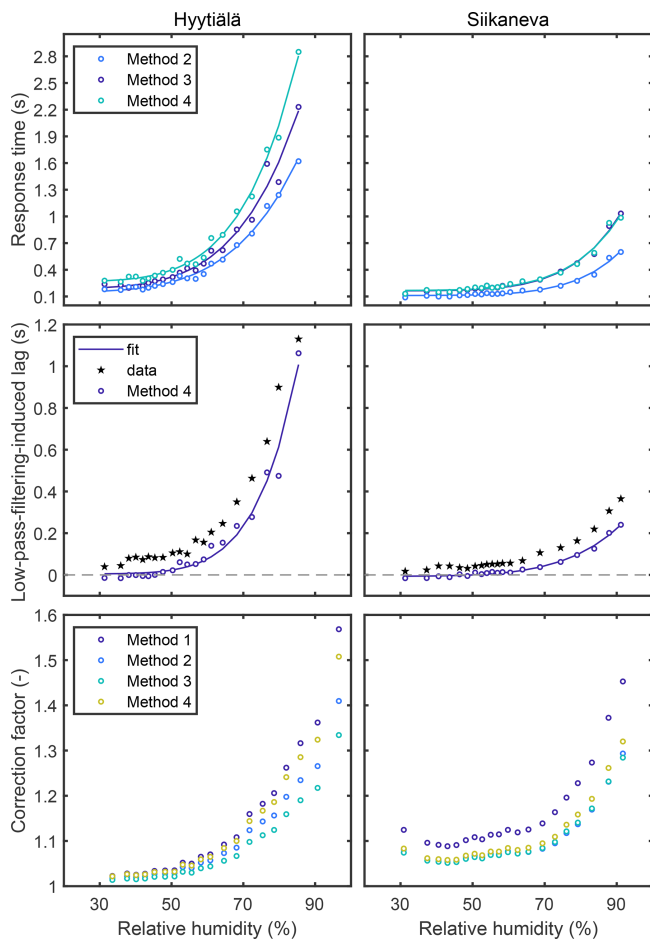 Hyytiälä
Siikaneva
Response time (s)
2.8
2.6
2.2
1.9
1.6
1.3
1
0.7
0.4
0.1
Method 2
Method 3
Method 4
Low-pass-filtering-induced lag (s)
1.2
1
0.8
0.6
0.4
0.2
0
fit
data
Method 4
Correction factor (-)
1.6
1.5
1.4
1.3
1.2
1.1
1
Method 1
Method 2
Method 3
Method 4
30
50
70
90
30
50
70
90
Relative humidity (%)
Relative humidity (%)